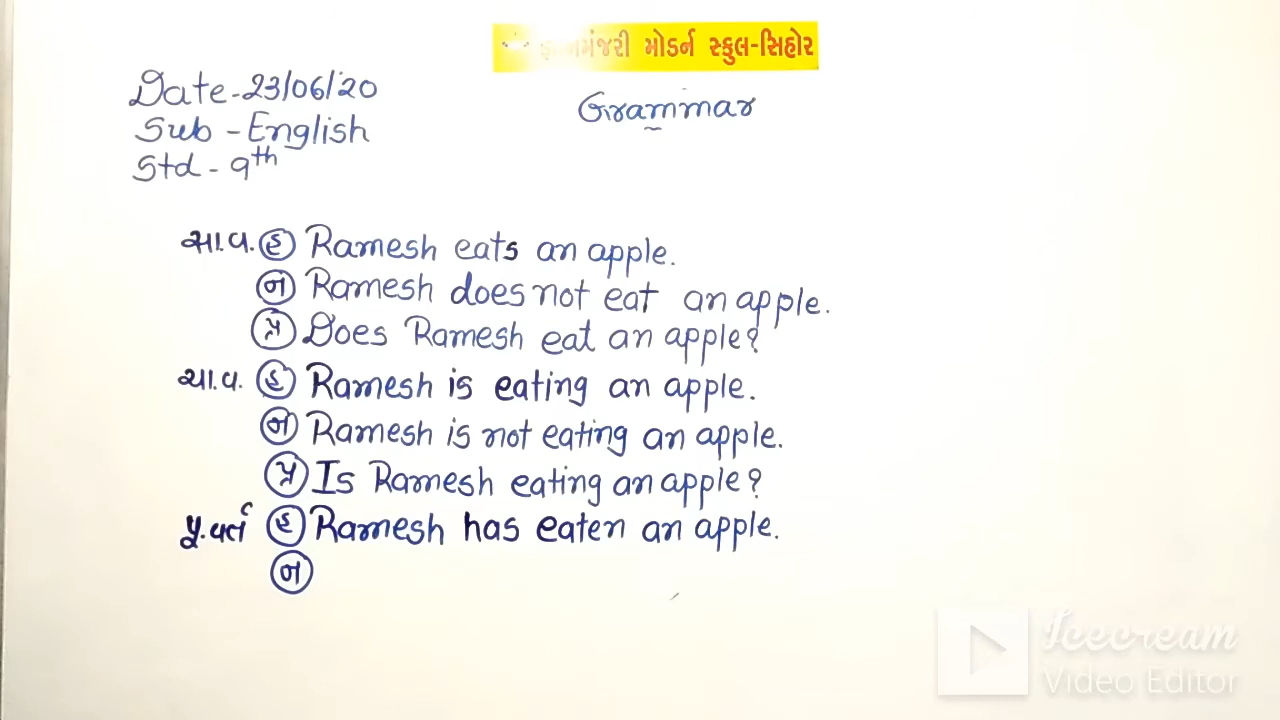 મંજરી મોડર્ન સ્કુલ-સિહોર
Date-23/06/20
Grammar
Sub - English
Std - 9th
સા.વ. હ Ramesh eats an apple.
ન Ramesh does not eat an apple.
પ્ર Does Ramesh eat an apple?
ચા.વ. હ Ramesh is eating an apple.
ન Ramesh is not eating an apple.
પ્ર Is Ramesh eating an apple?
પૂ.વર્ત હ Ramesh has eaten an apple.
ન
Icecream
Video Editor